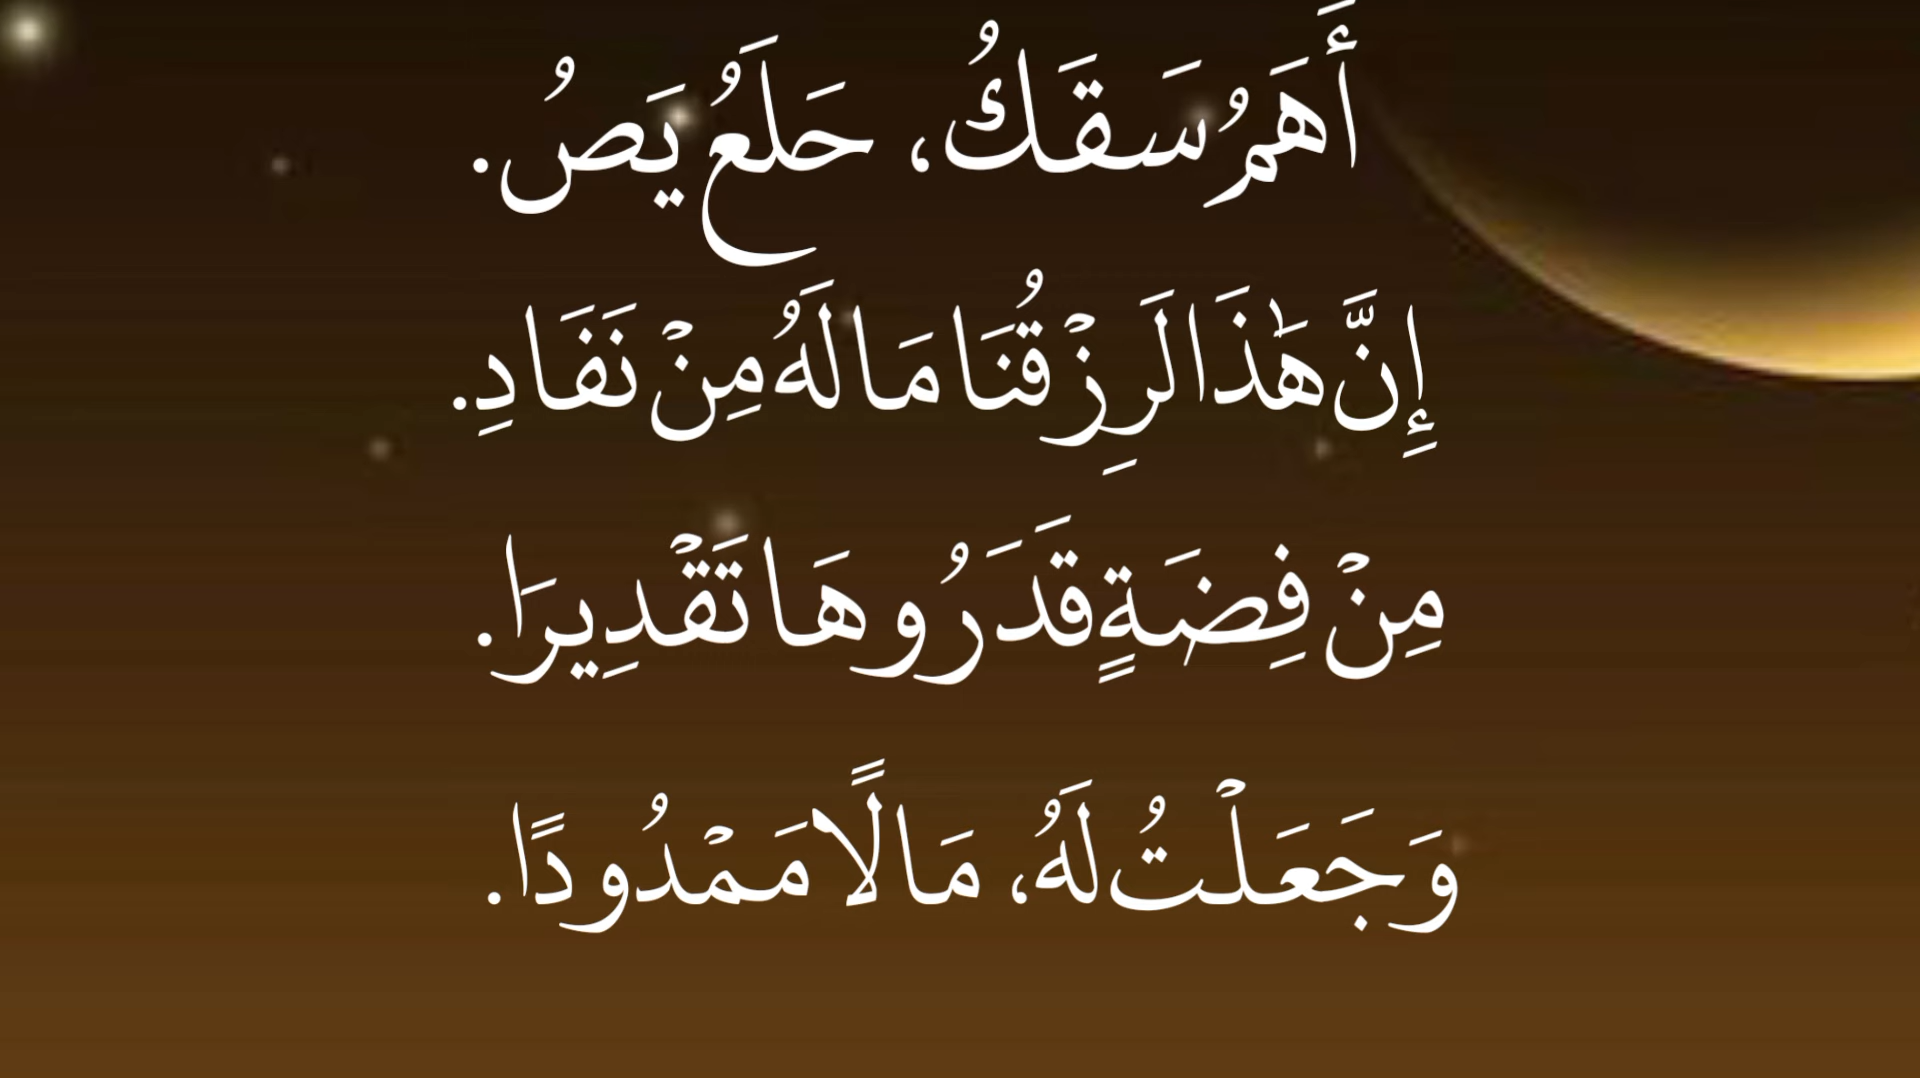 أَهَمُ سَقَكُ، حَلَعُ يَصُ.
إِنَّ هَٰذَا لَرِزْقُنَا مَا لَهُ مِنْ نَفَادِ.
مِنْ فِضَةٍ قَدَرُوهَا تَقْدِيرَا.
وَجَعَلْتُ لَهُ، مَالًا مَمْدُودًا.